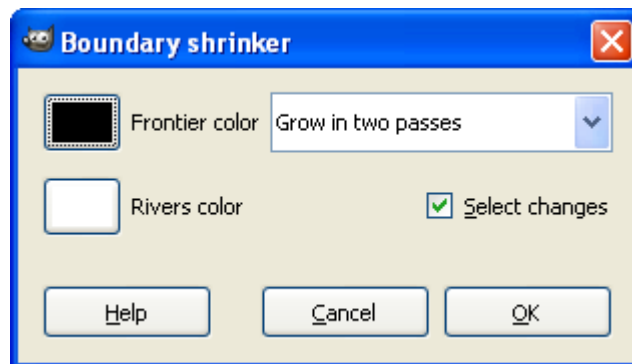 Boundary shrinker
Frontier color Grow in two passes
Rivers color Select changes
Help Cancel OK